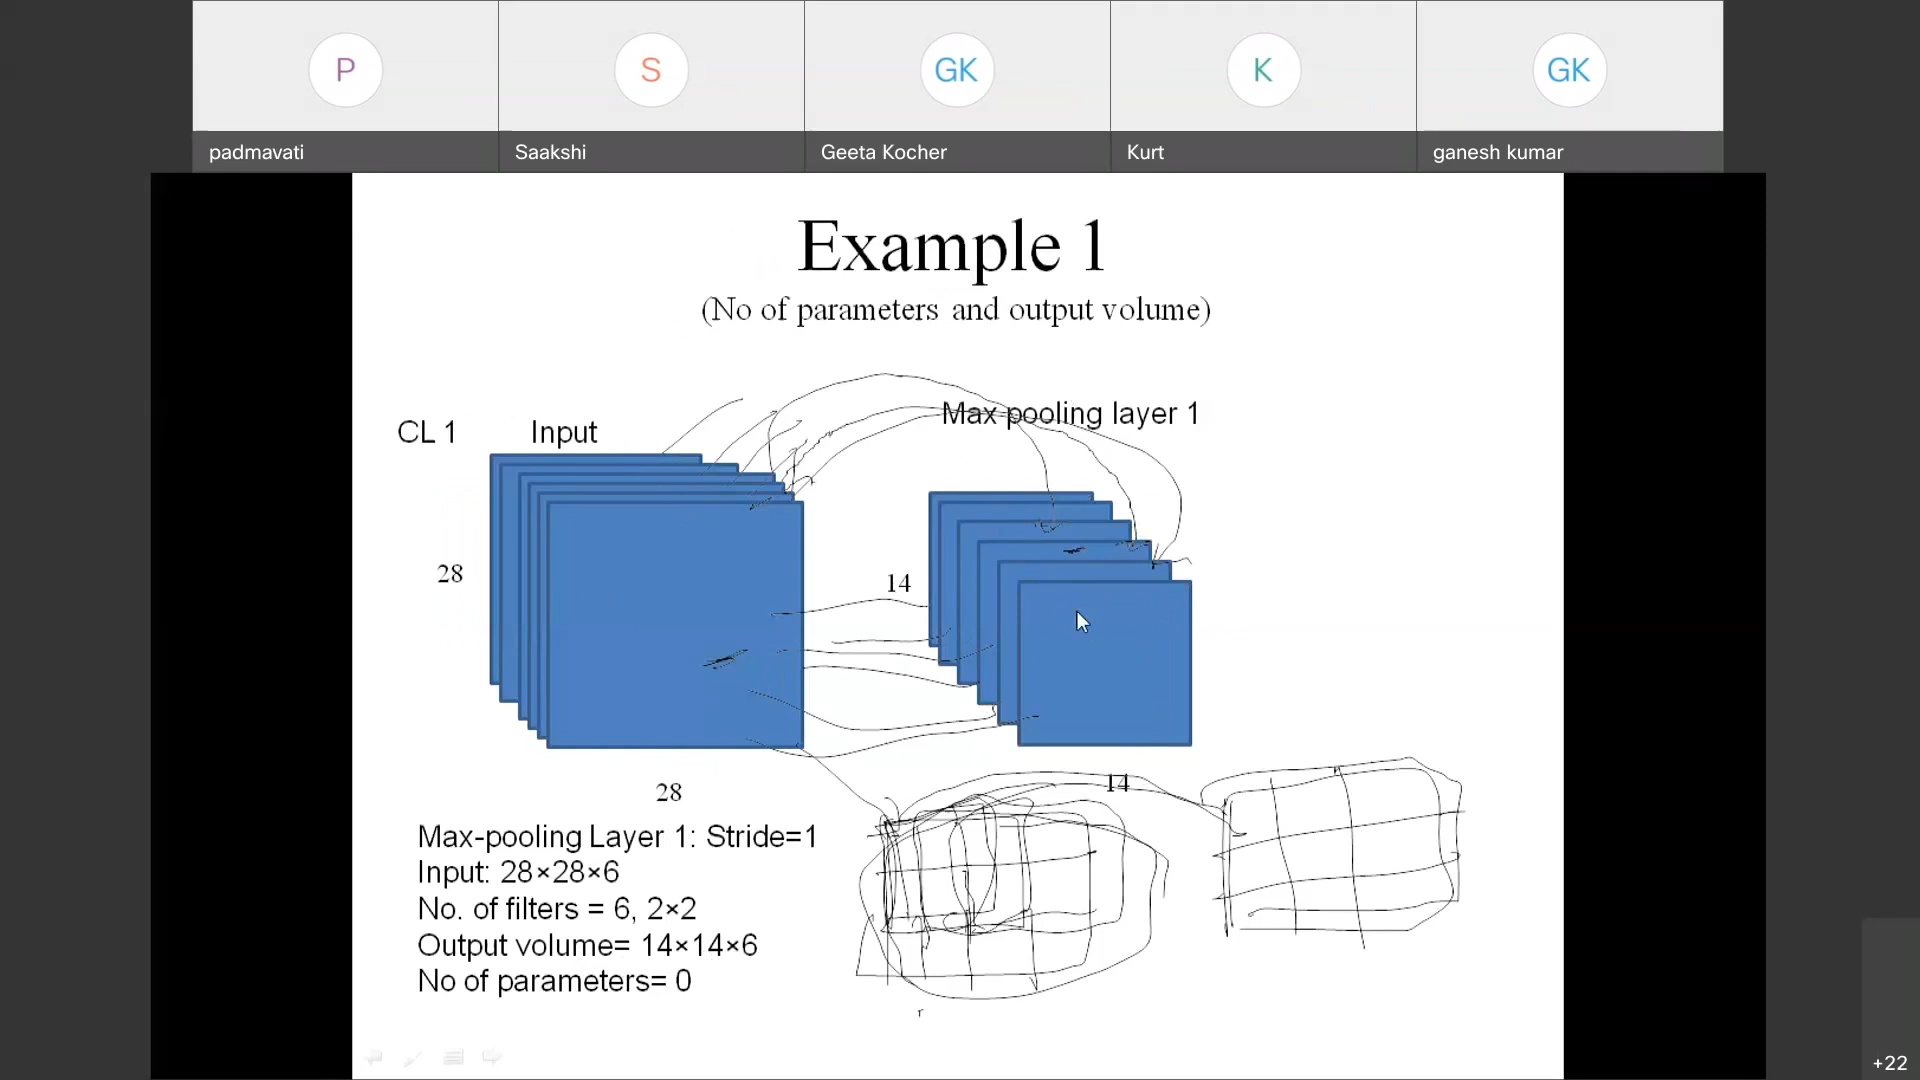 P
S
GK
K
GK
padmavati
Saakshi
Geeta Kocher
Kurt
ganesh kumar
Example 1
(No of parameters and output volume)
CL 1
Input
Max pooling layer 1
28
14
28
14
Max-pooling Layer 1: Stride=1
Input: 28×28×6
No. of filters = 6, 2×2
Output volume= 14×14×6
No of parameters= 0
+22